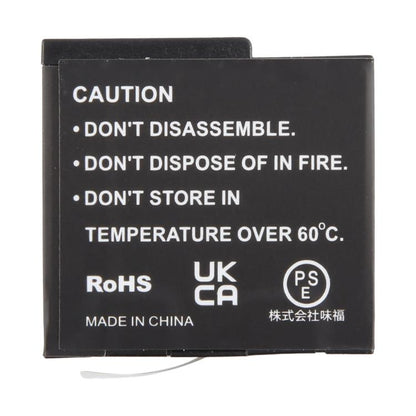 CAUTION
•DON'T DISASSEMBLE.
•DON'T DISPOSE OF IN FIRE.
•DON'T STORE IN
TEMPERATURE OVER 60°C.
RoHS
UK
CA
PS
E
MADE IN CHINA
株式会社味福